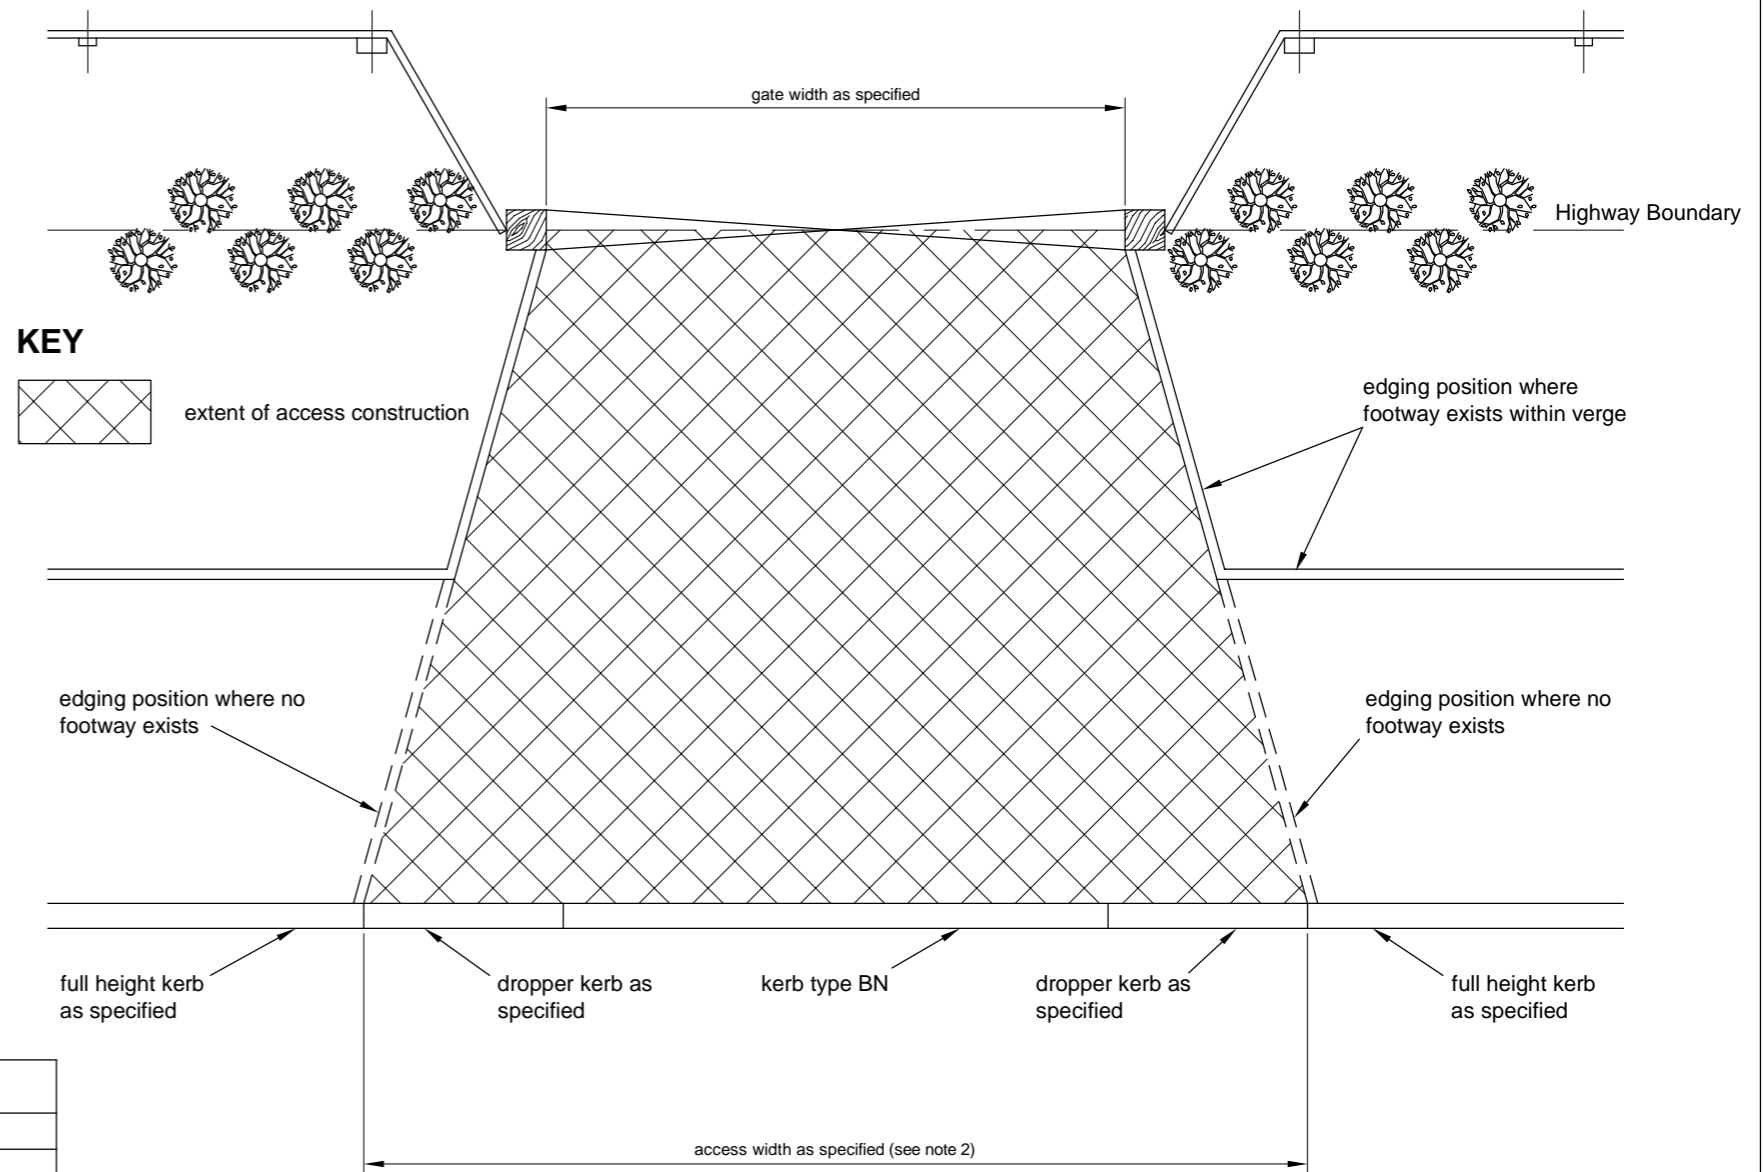 gate width as specified
Highway Boundary
KEY
extent of access construction
edging position where
footway exists within verge
edging position where no
footway exists
edging position where no
footway exists
full height kerb
as specified
dropper kerb as
specified
kerb type BN
dropper kerb as
specified
full height kerb
as specified
access width as specified (see note 2)